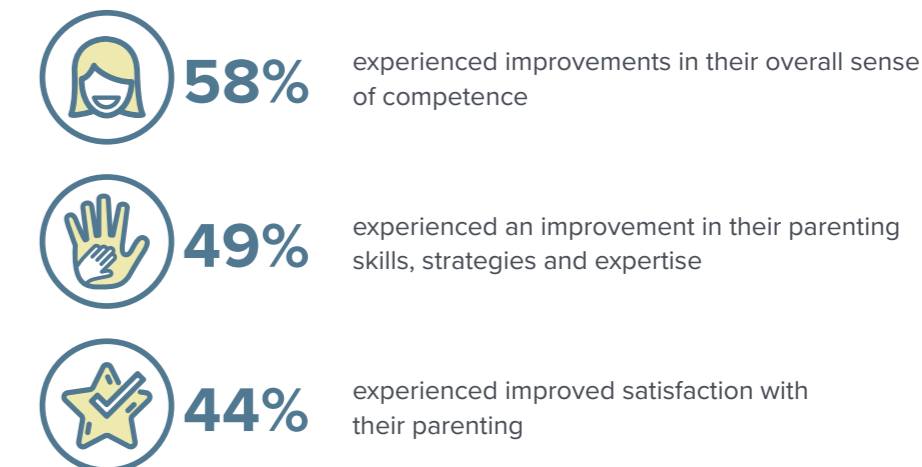 58%
experienced improvements in their overall sense
of competence
49%
experienced an improvement in their parenting
skills, strategies and expertise
44%
experienced improved satisfaction with
their parenting